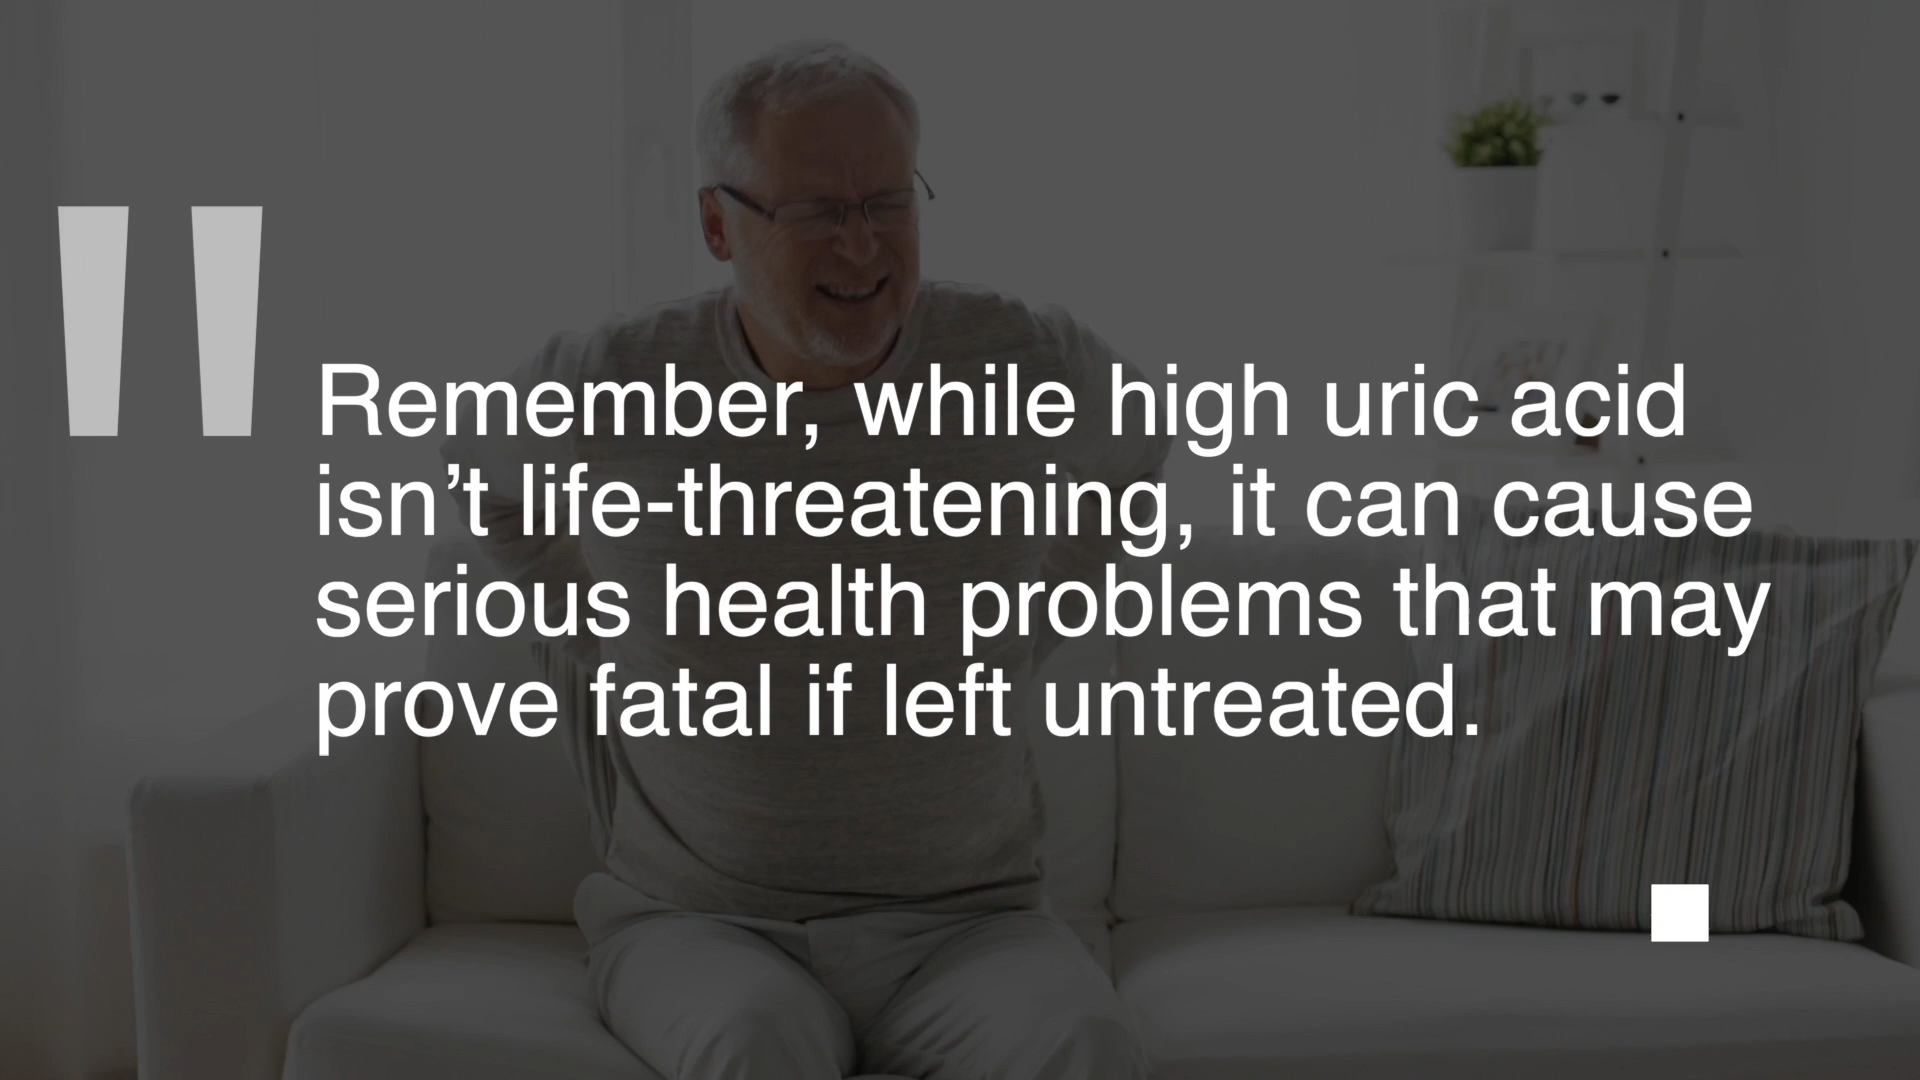 "
Remember, while high uric acid
isn’t life-threatening, it can cause
serious health problems that may
prove fatal if left untreated.